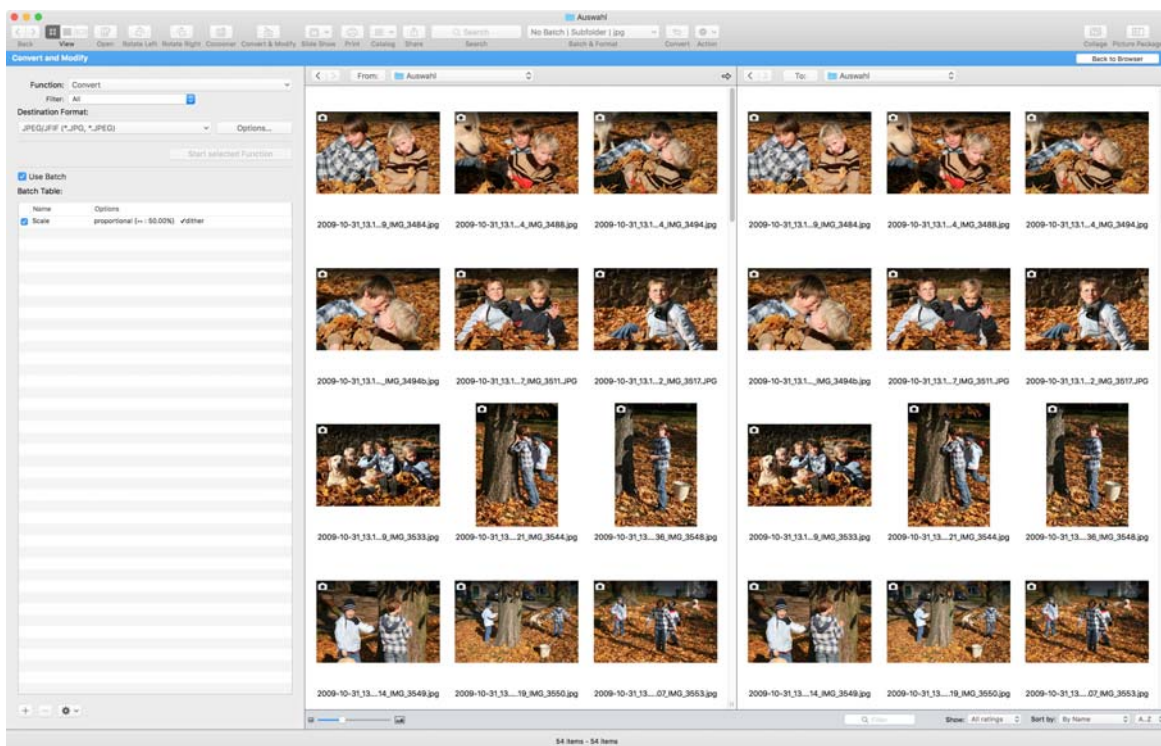 Auswahl
No Batch | Subfolder | jpg
Search
Back View Open Rotate Left Rotate Right Convert & Modify Slide Show Print Catalog Share Search Batch & Format Convert Action Collage Picture Package
Convert and Modify Back to Browser
Function: Convert
Filter: All
Destination Format:
JPEG/JFIF (*.JPG, *.JPEG) Options...
Start selected Function
Use Batch
Batch Table:
Name Options
Scale proportional (↔ : 50,00%) ✓dither
From: Auswahl
To: Auswahl
2009-10-31_13.1...9_IMG_3484.jpg 2009-10-31_13.1...4_IMG_3488.jpg 2009-10-31_13.1...4_IMG_3494.jpg
2009-10-31_13.1..._IMG_3494b.jpg 2009-10-31_13.1...7_IMG_3511.JPG 2009-10-31_13.1...2_IMG_3517.JPG
2009-10-31_13.1...9_IMG_3533.jpg 2009-10-31_13....21_IMG_3544.jpg 2009-10-31_13....36_IMG_3548.jpg
2009-10-31_13....14_IMG_3549.jpg 2009-10-31_13....19_IMG_3550.jpg 2009-10-31_13....07_IMG_3553.jpg
2009-10-31_13.1...9_IMG_3484.jpg 2009-10-31_13.1...4_IMG_3488.jpg 2009-10-31_13.1...4_IMG_3494.jpg
2009-10-31_13.1..._IMG_3494b.jpg 2009-10-31_13.1...7_IMG_3511.JPG 2009-10-31_13.1...2_IMG_3517.JPG
2009-10-31_13.1...9_IMG_3533.jpg 2009-10-31_13....21_IMG_3544.jpg 2009-10-31_13....36_IMG_3548.jpg
2009-10-31_13....14_IMG_3549.jpg 2009-10-31_13....19_IMG_3550.jpg 2009-10-31_13....07_IMG_3553.jpg
Filter Show: All ratings Sort by: By Name A...Z
54 items - 54 items